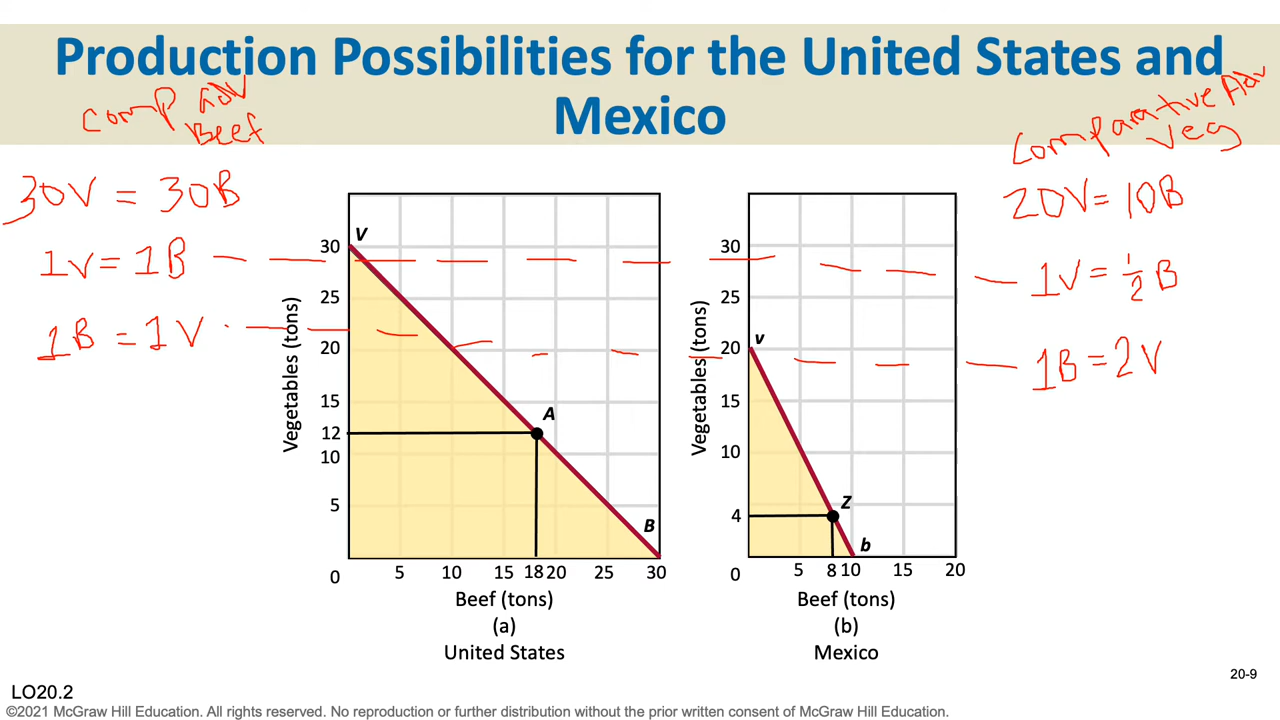 Production Possibilities for the United States and
Mexico
Comp Adv
Beef
Comparative Adv
Veg
30V = 30B
1V = 1B
1B = 1V
20V = 10B
1V = 1/2 B
1B = 2V
Vegetables (tons)
30
25
20
15
12
10
5
0
V
A
B
5 10 15 18 20 25 30
Beef (tons)
(a)
United States
Vegetables (tons)
30
25
20
15
10
4
0
v
Z
b
5 8 10 15 20
Beef (tons)
(b)
Mexico
20-9
LO20.2
©2021 McGraw Hill Education. All rights reserved. No reproduction or further distribution without the prior written consent of McGraw Hill Education.